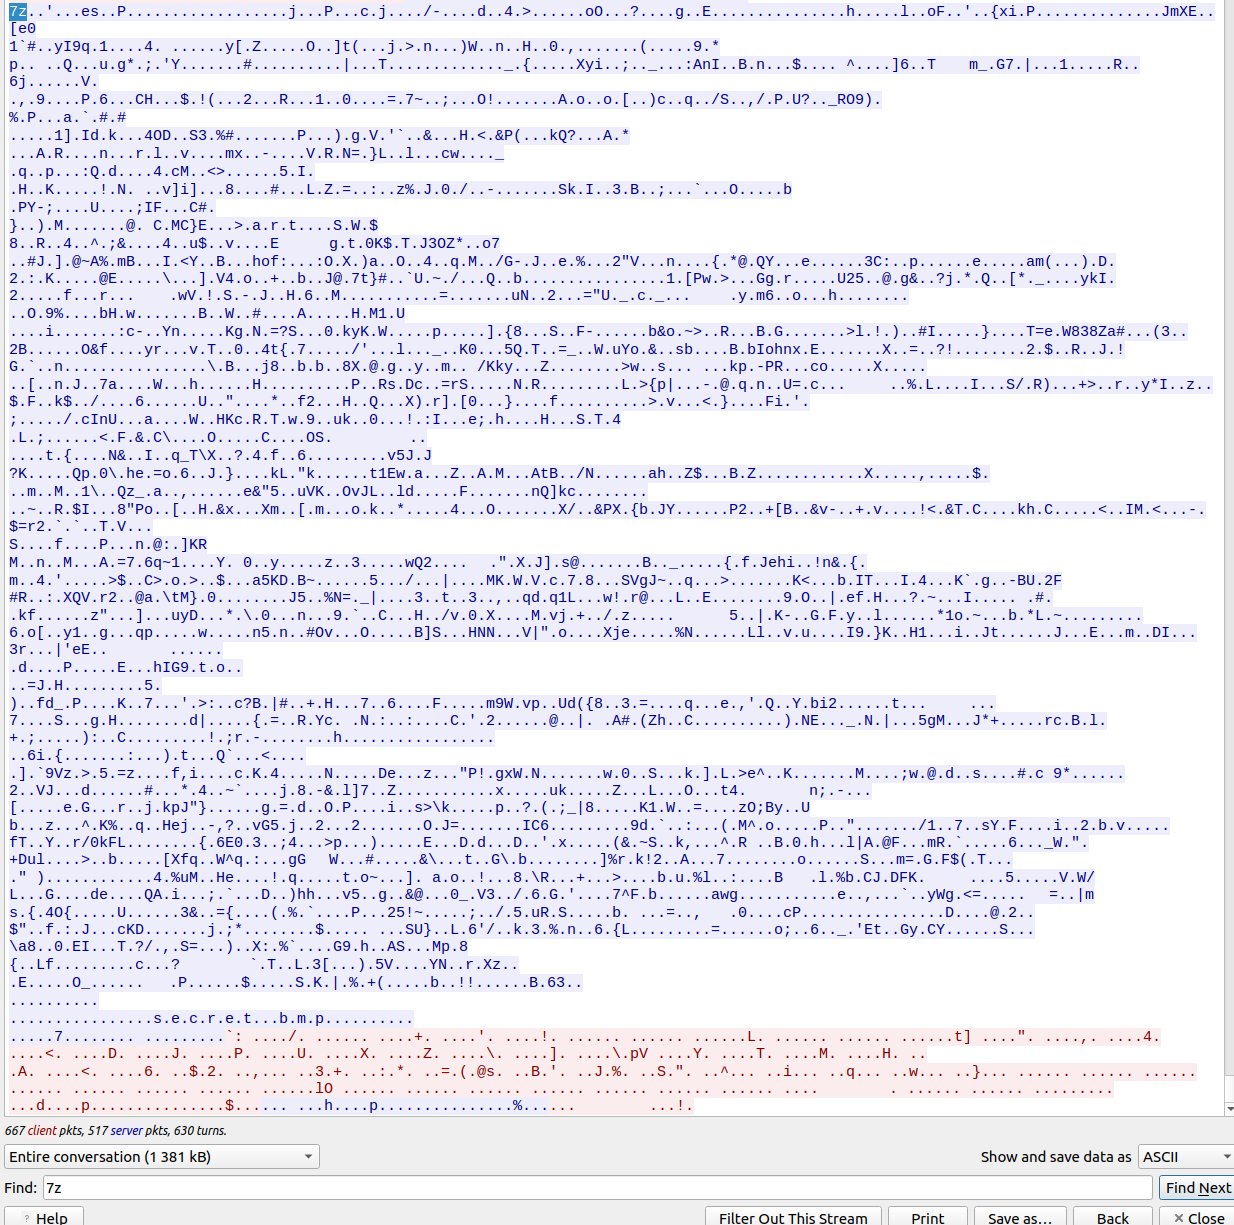 7z..'...es..P..................j...P...c.j..../-....d..4.>......oO...?....g..E...............h.....l..oF..'..{xi.P..............JmXE..
[e0
1`#..yI9q.1....4. ......y[.Z.....O..]t(...j.>.n...)W..n..H..0.,.......(.....9.*
p.. ..Q...u.g*.;.'Y.......#..........|...T............._.{.....Xyi..;.._...:AnI..B.n...$.... ^....]6..T    m_.G7.|...1.....R..
6j......V.
.,.9....P.6...CH...$.!(...2...R...1..0....=.7~..;...O!.......A.o..o.[..)c..q../S..,/.P.U?.._RO9).
%.P...a.`.#.#
.....1].Id.k...4OD..S3.%#.......P...).g.V.'`..&...H.<.&P(...kQ?...A.*
...A.R....n...r.l..v....mx..-....V.R.N=.}L..l...cw...._
.q..p...:Q.d....4.cM..<>......5.I.
.H..K.....!.N. ..v]i]...8....#...L.Z.=..:..z%.J.0./..-.......Sk.I..3.B..;...`...O.....b
.PY-;....U....;IF...C#.
}..).M.......@. C.MC}E...>.a.r.t....S.W.$
8..R..4..^.;&....4..u$..v....E      g.t.0K$.T.J3OZ*..o7
..#J.].@~A%.mB...I.<Y..B...hof:...:O.X.)a..O..4..q.M../G-.J..e.%...2"V...n....{.*@.QY...e......3C:..p......e.....am(...).D.
2.:.K.....@E.....\...].V4.o..+..b..J@.7t}#..`U.~./...Q..b................1.[Pw.>...Gg.r.....U25..@.g&..?j.*.Q..[*._....ykI.
2.....f...r...    .wV.!.S.-.J..H.6..M...........=.......uN..2...="U._.c._...    .y.m6..o...h........
..O.9%....bH.w.......B..W..#....A.....H.M1.U
....i.......:c-..Yn.....Kg.N.=?S...0.kyK.W.....p.....].{8...S..F-......b&o.~>..R...B.G.......>l.!.)..#I.....}....T=e.W838Za#...(3..
2B......O&f....yr...v.T..0..4t{.7...../'...l..._..K0...5Q.T..=_..W.uYo.&..sb....B.bIohnx.E.......X..=..?!........2.$..R..J.!
G.`..n................\.B...j8..b.b..8X.@.g..y..m.. /Kky...Z........>w..s... ...kp.-PR...co.....X.....
..[..n.J..7a....W...h......H..........P..Rs.Dc..=rS.....N.R.........L.>{p|...-.@.q.n..U=.c...      ..%.L....I...S/.R)...+>..r..y*I..z..
$.F..k$../....6......U.."....*..f2...H..Q...X).r].[0...}....f..........>.v...<.}....Fi.'.
;...../.cInU...a....W..HKc.R.T.w.9..uk..0...!.:I...e;.h....H...S.T.4
.L.;......<.F.&.C\....O.....C....OS.         ..
....t.{....N&..I..q_T\X..?.4.f..6.........v5J.J
?K.....Qp.0\.he.=o.6..J.}....kL."k......t1Ew.a...Z..A.M...AtB../N......ah..Z$...B.Z............X.....,.....$.
..m..M..1\..Qz_.a..,......e&"5..uVK..OvJL..ld.....F.......nQ]kc........
..~..R.$I...8"Po..[..H.&x...Xm..[.m...o.k..*.....4...O.......X/..&PX.{b.JY......P2..+[B..&v-..+.v....!<.&T.C....kh.C.....<..IM.<...-.
$=r2.`.`..T.V...
S....f....P...n.@:.]KR
M..n..M...A.=7.6q~1....Y. 0..y.....z..3.....wQ2....   .".X.J].s@.......B.._.....{.f.Jehi..!n&.{.
m..4.'.....>$..C>.o.>..$...a5KD.B~......5.../...|....MK.W.V.c.7.8...SVgJ~..q...>.......K<...b.IT...I.4...K`.g..-BU.2F
#R..:.XQV.r2..@a.\tM}.0........J5..%N=._|....3..t..3..,..qd.q1L...w!.r@...L..E........9.O..|.ef.H...?.~...I..... .#.
.kf.......z"...]...uyD...*.\.0...n...9.`..C...H../v.0.X....M.vj.+../.z.....      5..|.K-..G.F.y..l......*1o.~...b.*L.~.........
6.o[..y1..g...qp.....w.....n5.n..#Ov...O.....B]S...HNN...V|".o....Xje.....%N......Ll..v.u....I9.}K..H1...i..Jt......J...E...m..DI...
3r...|'eE..       ......
.d....P.....E...hIG9.t.o..
..=J.H.........5.
)..fd_.P....K..7...'.>:..c?B.|#..+.H...7..6....F.....m9W.vp..Ud({8..3.=....q...e.,'.Q..Y.bi2......t...        ...
7....S...g.H........d|.....{.=..R.Yc. .N.:..:....C.'.2......@..|. .A#.(Zh..C..........).NE..._.N.|...5gM...J*+.....rc.B.l.
+.;.....):..C.........!.;r.-........h.................
..6i.{.......:...).t...Q`...<....
.].`9Vz.>.5.=z....f,i....c.K.4.....N.....De...z..."P!.gxW.N.......w.0..S...k.].L.>e^..K.......M....;w.@.d..s....#.c 9*......
2..VJ...d......#...*.4..~`....j.8.-&.l]7..Z...........x.....uk.....Z...L...O...t4.       n;.-...
[.....e.G...r..j.kpJ"}......g.=.d..O.P....i..s>\k.....p..?.(.;_|8.....K1.W..=....zO;By..U
b...z...^.K%..q..Hej..-,?..vG5.j..2...2.......O.J=.......IC6.........9d.`..:...(.M^.o.....P.."....../1..7..sY.F....i..2.b.v.....
fT..Y..r/0kFL........{.6E0.3..;4...>p...)  ....E...D.d...D..'.x.....(&.~S..k,...^.R ..B.0.h...l|A.@F...mR.`.....6..._W.".
+Dul....>..b.....[Xfq..W^q.:...gG   W...#.....&\...t..G\.b........]%r.k!2..A...7........o......S...m=.G.F$(.T...
." )............4.%uM..He...!.q.....t.o~...]. a.o..!...8.\R...+...>....b.u.%l..:....B    .l.%b.CJ.DFK.     ....5.....V.W/
L...G....de....QA.i...;.`...D..)hh...v5..g..&@...0_.V3../.6.G.'....7^F.b......awg...........e..,...`..yWg.<=.....    =..|m
s.{.4O{.....U......3&..={....(.%.`....P...25!~.....;../.5.uR.S.....b. ...=..,    .0....cP................D....@.2..
$"..f.:.J...cKD.......j.;*........$..... ...SU}..L.6'/..k.3.%.n..6.{L.........=......o;..6.._.'Et..Gy.CY......S...
\a8..0.EI...T.?/.,.S=...)..X:.%`....G9.h..AS...Mp.8
{..Lf.........c...?        `.T..L.3[...).5V....YN..r.Xz..
.E.....O_......   .P......$.....S.K.|.%.+(.....b..!!......B.63..
..........
................s.e.c.r.e.t...b.m.p..........
.....7........ .........`: ..../. ...... ....+. ....'. ....!. ...... ...... ......L. ...... ...... ......t] ....". ....,. ....4.
....<. ....D. ....J. ....P. ....U. ....X. ....Z. ....\. ....]. ....\.pV ....Y. ....T. ....M. ....H. ..
.A. ....<. ....6. ..$.2. ..,... ..3.+. ..:.*. ..=.(.@s. ..B.'. ..J.%. ..S.". ..^... ..i... ..q... ..w... ..}... ...... ...... ......
...... ...... ...... ...... ......lO ...... ...... ...... ...... ...... ...... ...... ......        . ...... ...... .........
...d....p...............$...... ...h....p...............%......         ...!.
667 client pkts, 517 server pkts, 630 turns.
Entire conversation (1 381 kB)
Show and save data as ASCII
Find: 7z
Find Next
? Help
Filter Out This Stream
Print
Save as…
Back
Close